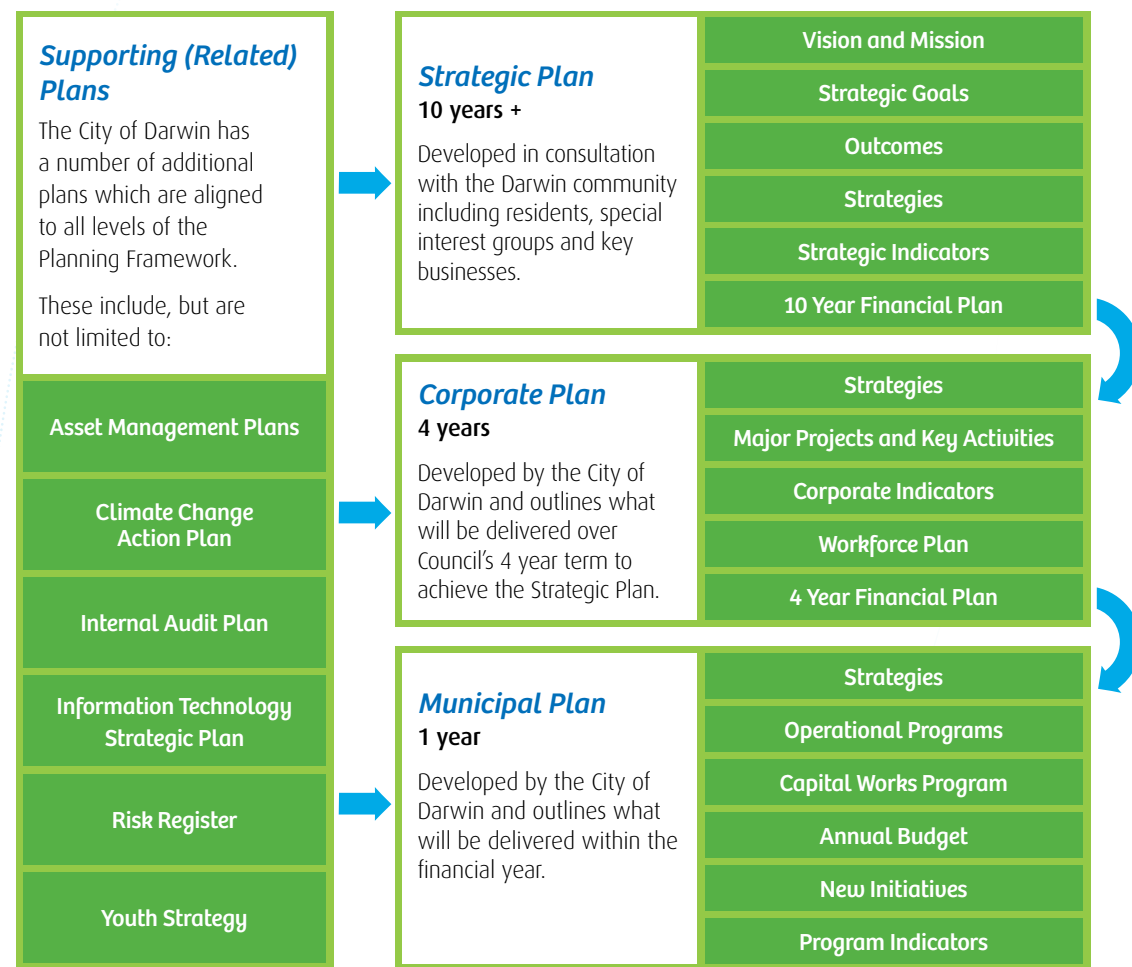 Supporting (Related)
Plans
The City of Darwin has
a number of additional
plans which are aligned
to all levels of the
Planning Framework.
These include, but are
not limited to:
Asset Management Plans
Climate Change
Action Plan
Internal Audit Plan
Information Technology
Strategic Plan
Risk Register
Youth Strategy
Strategic Plan
10 years +
Developed in consultation
with the Darwin community
including residents, special
interest groups and key
businesses.
Vision and Mission
Strategic Goals
Outcomes
Strategies
Strategic Indicators
10 Year Financial Plan
Corporate Plan
4 years
Developed by the City of
Darwin and outlines what
will be delivered over
Council's 4 year term to
achieve the Strategic Plan.
Strategies
Major Projects and Key Activities
Corporate Indicators
Workforce Plan
4 Year Financial Plan
Municipal Plan
1 year
Developed by the City of
Darwin and outlines what
will be delivered within the
financial year.
Strategies
Operational Programs
Capital Works Program
Annual Budget
New Initiatives
Program Indicators